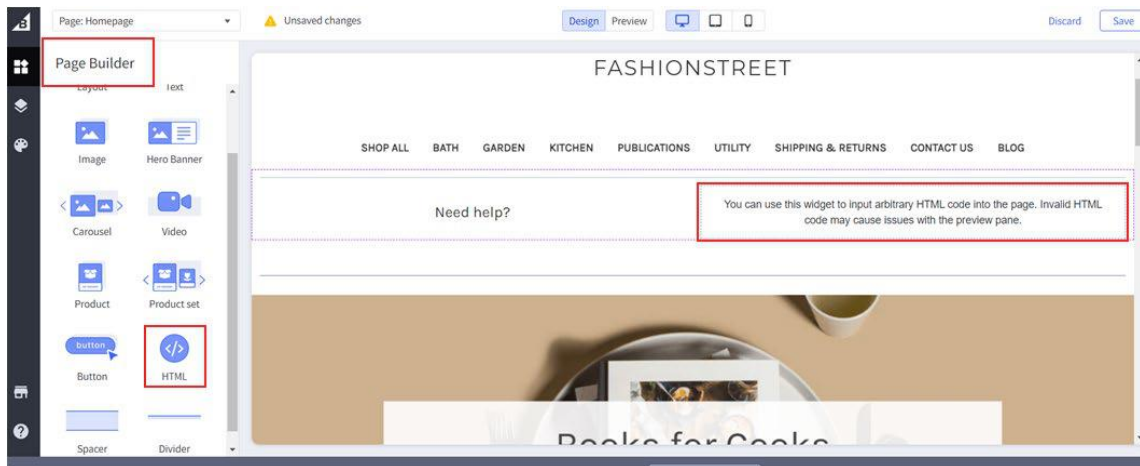 Page: Homepage
Unsaved changes
Design Preview
Discard
Save
Page Builder
Layout Text
Image Hero Banner
Carousel Video
Product Product set
button
Button HTML
Spacer Divider
FASHIONSTREET
SHOP ALL BATH GARDEN KITCHEN PUBLICATIONS UTILITY SHIPPING & RETURNS CONTACT US BLOG
Need help?
You can use this widget to input arbitrary HTML code into the page. Invalid HTML
code may cause issues with the preview pane.
Books for Cooks